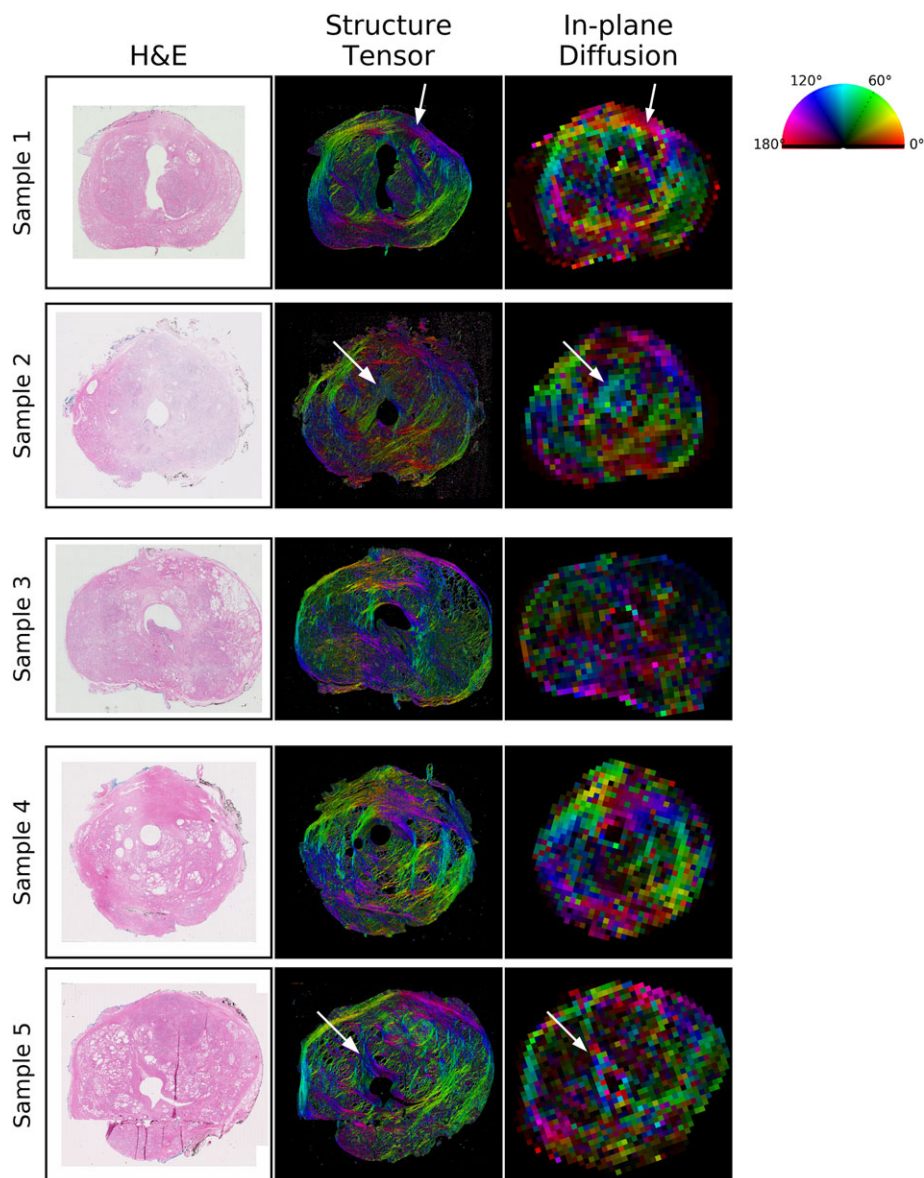 H&E
Structure
Tensor
In-plane
Diffusion
120°
60°
180°
0°
Sample 1
Sample 2
Sample 3
Sample 4
Sample 5